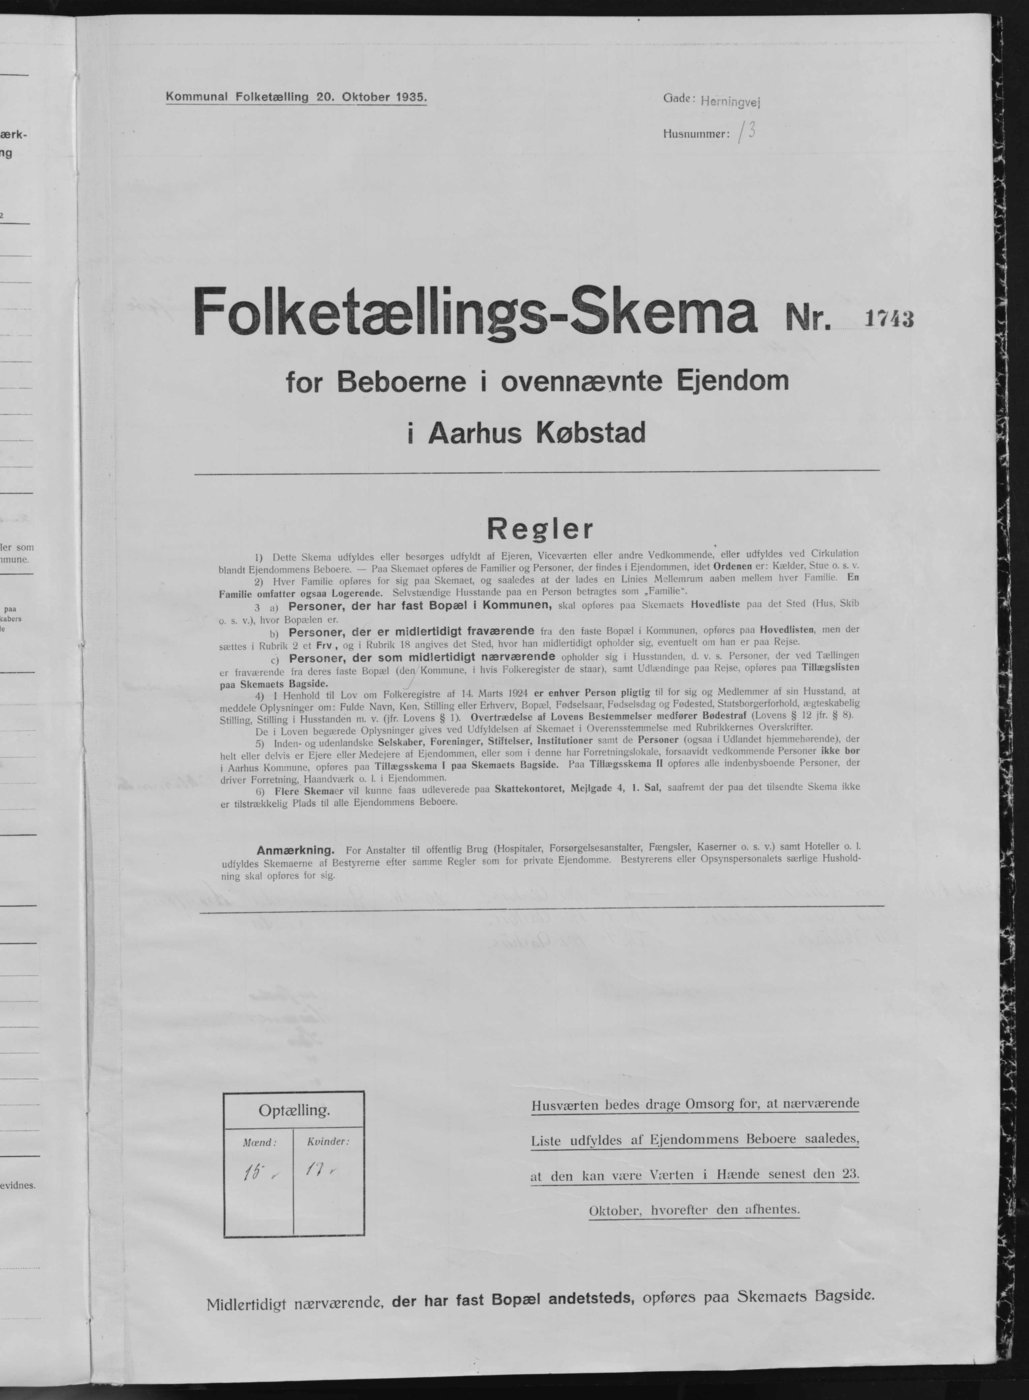 Kommunal Folketælling 20. Oktober 1935.
Gade: Herningvej
Husnummer: 13
Folketællings-Skema Nr. 1743
for Beboerne i ovennævnte Ejendom
i Aarhus Købstad
Regler
1) Dette Skema udfyldes eller besørges udfyldt af Ejeren, Viceværten eller andre Vedkommende, eller udfyldes ved Cirkulation
blandt Ejendommens Beboere. — Paa Skemaet opføres de Familier og Personer, der findes i Ejendommen, idet Ordenen er: Kælder, Stue o. s. v.
2) Hver Familie opføres for sig paa Skemaet, og saaledes at der lades en Linies Mellemrum aaben mellem hver Familie. En
Familie omfatter ogsaa Logerende. Selvstændige Husstande paa en Person betragtes som „Familie".
3 a) Personer, der har fast Bopæl i Kommunen, skal opføres paa Skemaets Hovedliste paa det Sted (Hus, Skib
o. s. v.), hvor Bopælen er.
b) Personer, der er midlertidigt fraværende fra den faste Bopæl i Kommunen, opføres paa Hovedlisten, men der
sættes i Rubrik 2 et Frv., og i Rubrik 18 angives det Sted, hvor han midlertidigt opholder sig, eventuelt om han er paa Rejse.
c) Personer, der som midlertidigt nærværende opholder sig i Husstanden, d. v. s. Personer, der ved Tællingen
er fraværende fra deres faste Bopæl (den Kommune, i hvis Folkeregister de staar), samt Udlændinge paa Rejse, opføres paa Tillægslisten
paa Skemaets Bagside.
4) I Henhold til Lov om Folkeregistre af 14. Marts 1924 er enhver Person pligtig til for sig og Medlemmer af sin Husstand, at
meddele Oplysninger om: Fulde Navn, Køn, Stilling eller Erhverv, Bopæl, Fødselsaar, Fødselsdag og Fødested, Statsborgerforhold, ægteskabelig
Stilling, Stilling i Husstanden m. v. (jfr. Lovens § 1). Overtrædelse af Lovens Bestemmelser medfører Bødestraf (Lovens § 12 jfr. § 8).
De i Loven begærede Oplysninger gives ved Udfyldelsen af Skemaet i Overensstemmelse med Rubrikkernes Overskrifter.
5) Inden- og udenlandske Selskaber, Foreninger, Stiftelser, Institutioner samt de Personer (ogsaa i Udlandet hjemmehørende), der
helt eller delvis er Ejere eller Medejere af Ejendommen, eller som i denne har Forretningslokale, forsaavidt vedkommende Personer ikke bor
i Aarhus Kommune, opføres paa Tillægsskema I paa Skemaets Bagside. Paa Tillægsskema II opføres alle indenbysboende Personer, der
driver Forretning, Haandværk o. l. i Ejendommen.
6) Flere Skemaer vil kunne faas udleverede paa Skattekontoret, Mejlgade 4, 1. Sal, saafremt der paa det tilsendte Skema ikke
er tilstrækkelig Plads til alle Ejendommens Beboere.
Anmærkning. For Anstalter til offentlig Brug (Hospitaler, Forsørgelsesanstalter, Fængsler, Kaserner o. s. v.) samt Hoteller o. l.
udfyldes Skemaerne af Bestyrerne efter samme Regler som for private Ejendomme. Bestyrerens eller Opsynspersonalets særlige Hushold-
ning skal opføres for sig.
Optælling.
Mænd: Kvinder:
15 17
Husværten bedes drage Omsorg for, at nærværende
Liste udfyldes af Ejendommens Beboere saaledes,
at den kan være Værten i Hænde senest den 23.
Oktober, hvorefter den afhentes.
Midlertidigt nærværende, der har fast Bopæl andetsteds, opføres paa Skemaets Bagside.